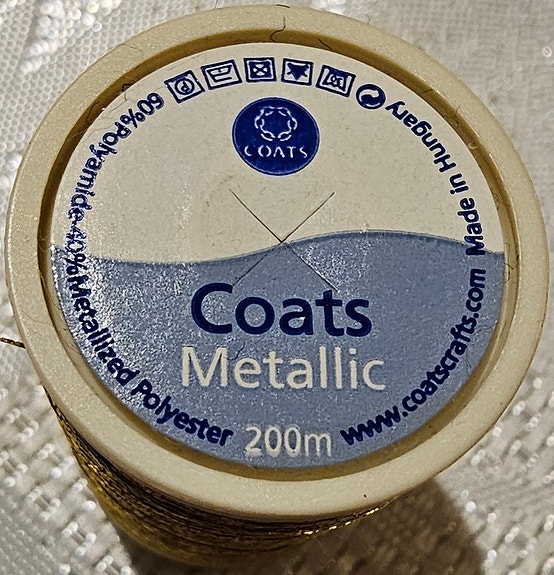 COATS
60%Polyamide.40%Metallized Polyester
Made in Hungary
www.coatscrafts.com
Coats
Metallic
200m